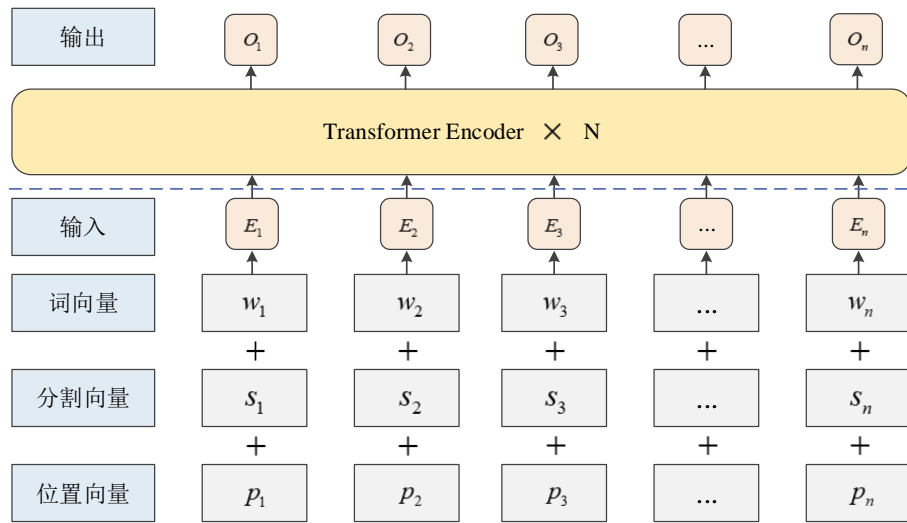 输出 O₁ O₂ O₃ ... Oₙ
Transformer Encoder × N
输入 E₁ E₂ E₃ ... Eₙ
词向量 w₁ w₂ w₃ ... wₙ
+ + + + +
分割向量 s₁ s₂ s₃ ... sₙ
+ + + + +
位置向量 p₁ p₂ p₃ ... pₙ